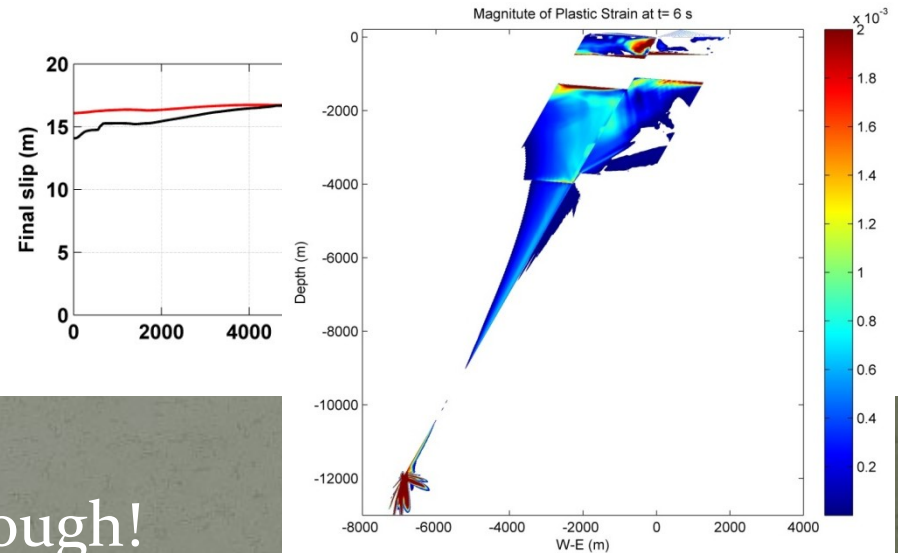 Magnitute of Plastic Strain at t= 6 s
x 10⁻³
Final slip (m)
20
15
10
5
0
0 2000 4000
Depth (m)
0
-2000
-4000
-6000
-8000
-10000
-12000
-8000 -6000 -4000 -2000 0 2000 4000
W-E (m)
2
1.8
1.6
1.4
1.2
1
0.8
0.6
0.4
0.2
ough!